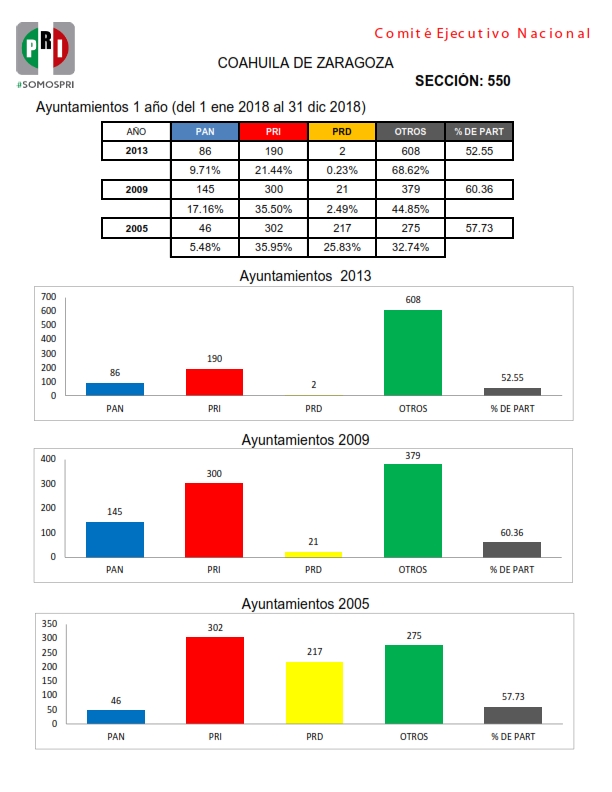 PRI
#SOMOSPRI
Comité Ejecutivo Nacional
COAHUILA DE ZARAGOZA
SECCIÓN: 550
Ayuntamientos 1 año (del 1 ene 2018 al 31 dic 2018)
AÑO PAN PRI PRD OTROS % DE PART
2013 86 190 2 608 52.55
9.71% 21.44% 0.23% 68.62%
2009 145 300 21 379 60.36
17.16% 35.50% 2.49% 44.85%
2005 46 302 217 275 57.73
5.48% 35.95% 25.83% 32.74%
Ayuntamientos 2013
700
600
500
400
300
200
100
0
86 190 2 608 52.55
PAN PRI PRD OTROS % DE PART
Ayuntamientos 2009
400
300
200
100
0
145 300 21 379 60.36
PAN PRI PRD OTROS % DE PART
Ayuntamientos 2005
350
300
250
200
150
100
50
0
46 302 217 275 57.73
PAN PRI PRD OTROS % DE PART